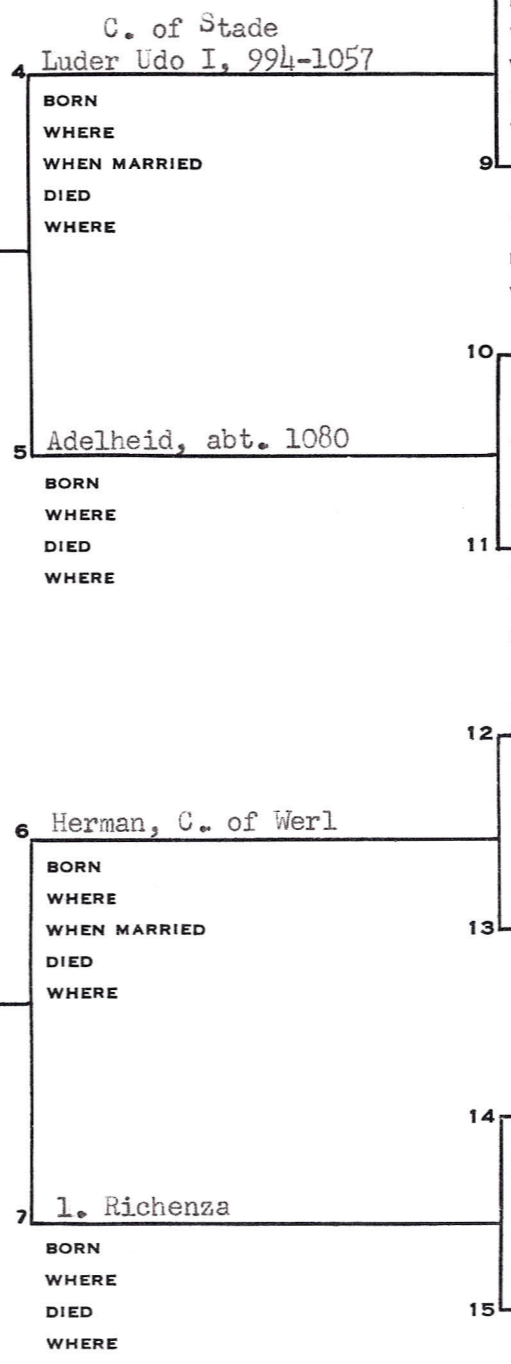 C. of Stade
4 Luder Udo I, 994-1057
BORN
WHERE
WHEN MARRIED
DIED
WHERE
9
10
5 Adelheid, abt. 1080
BORN
WHERE
DIED
WHERE
11
12
6 Herman, C. of Werl
BORN
WHERE
WHEN MARRIED
DIED
WHERE
13
14
7 1. Richenza
BORN
WHERE
DIED
WHERE
15